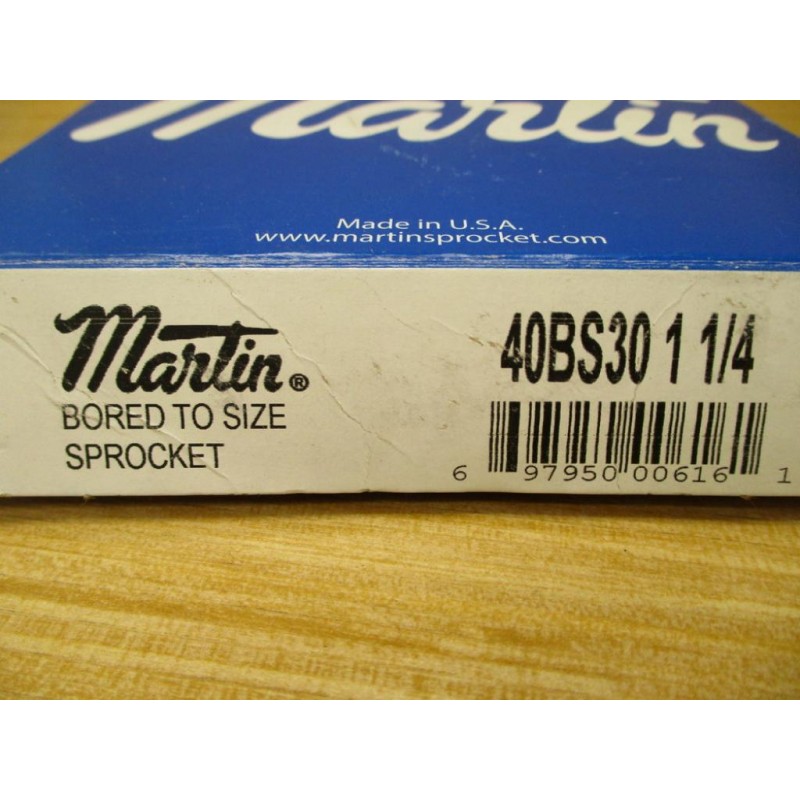 Martin
Made in U.S.A.
www.martinsprocket.com
Martin®
BORED TO SIZE
SPROCKET
40BS30 1 1/4
6 97950 00616 1